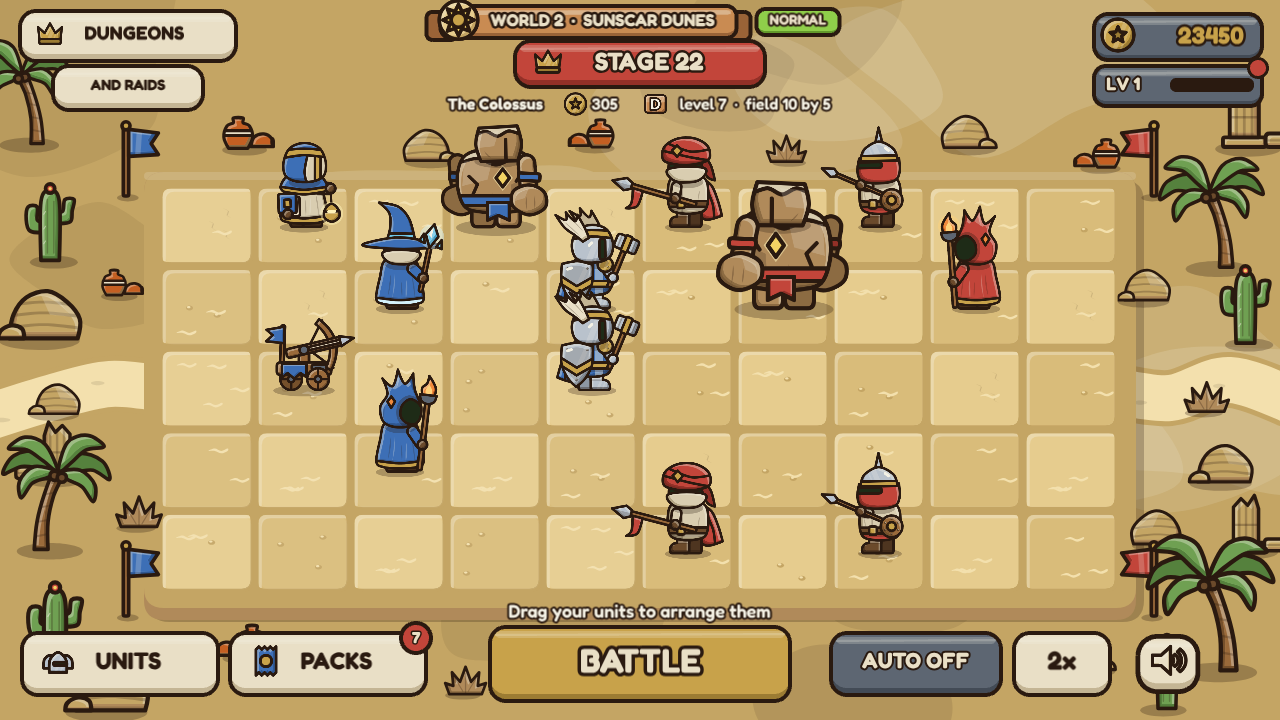 DUNGEONS
AND RAIDS
WORLD 2 • SUNSCAR DUNES
NORMAL
STAGE 22
The Colossus 305 D level 7 · field 10 by 5
23450
LV 1
Drag your units to arrange them
UNITS
PACKS
7
BATTLE
AUTO OFF
2x